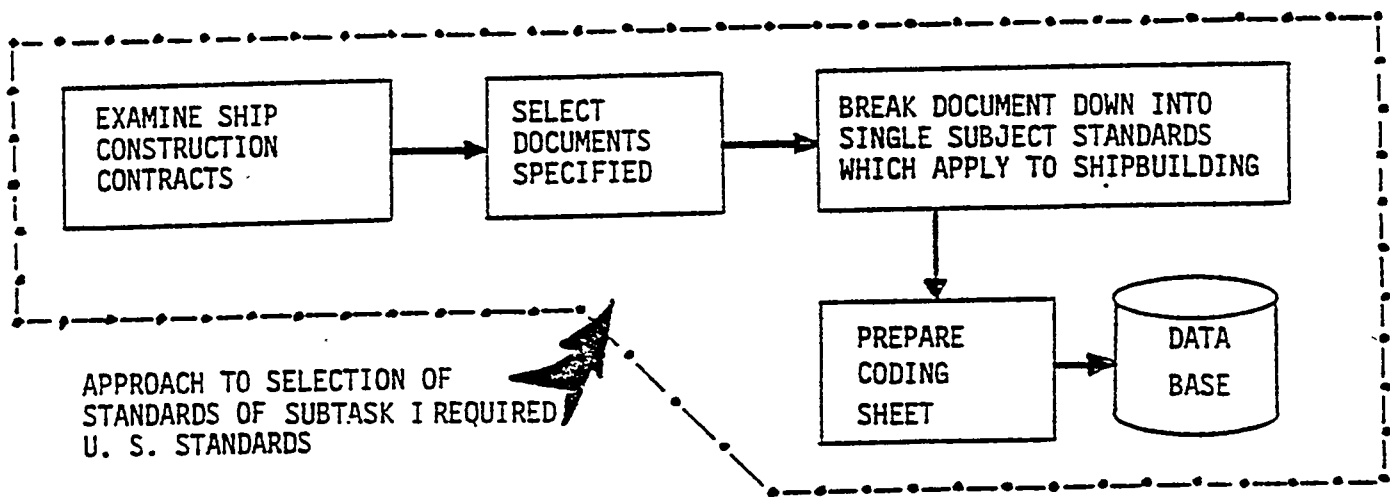 EXAMINE SHIP
CONSTRUCTION
CONTRACTS
SELECT
DOCUMENTS
SPECIFIED
BREAK DOCUMENT DOWN INTO
SINGLE SUBJECT STANDARDS
WHICH APPLY TO SHIPBUILDING
PREPARE
CODING
SHEET
DATA
BASE
APPROACH TO SELECTION OF
STANDARDS OF SUBTASK I REQUIRED
U. S. STANDARDS